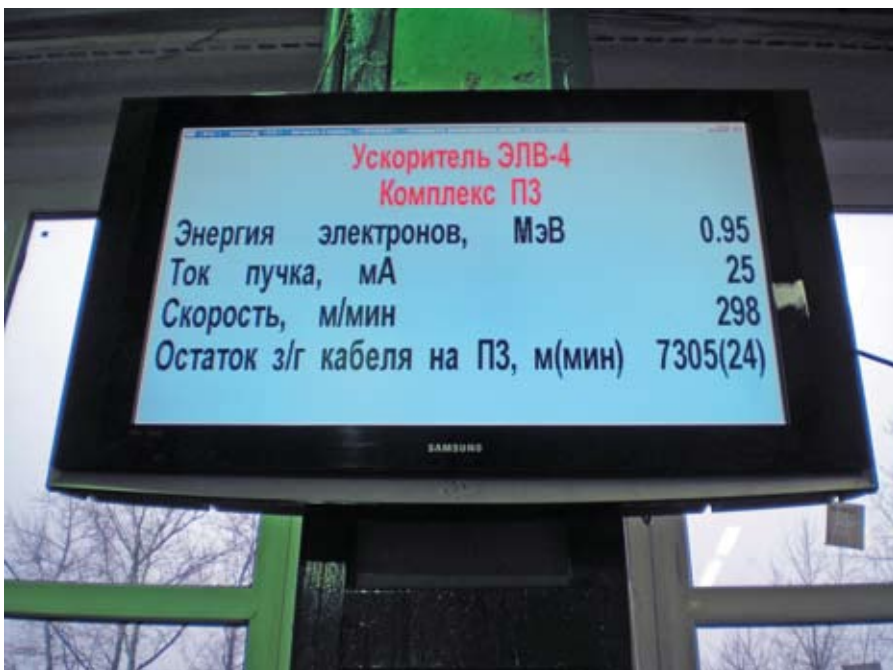 Ускоритель ЭЛВ-4
Комплекс ПЗ
Энергия электронов, МэВ 0.95
Ток пучка, мА 25
Скорость, м/мин 298
Остаток з/г кабеля на ПЗ, м(мин) 7305(24)
SAMSUNG